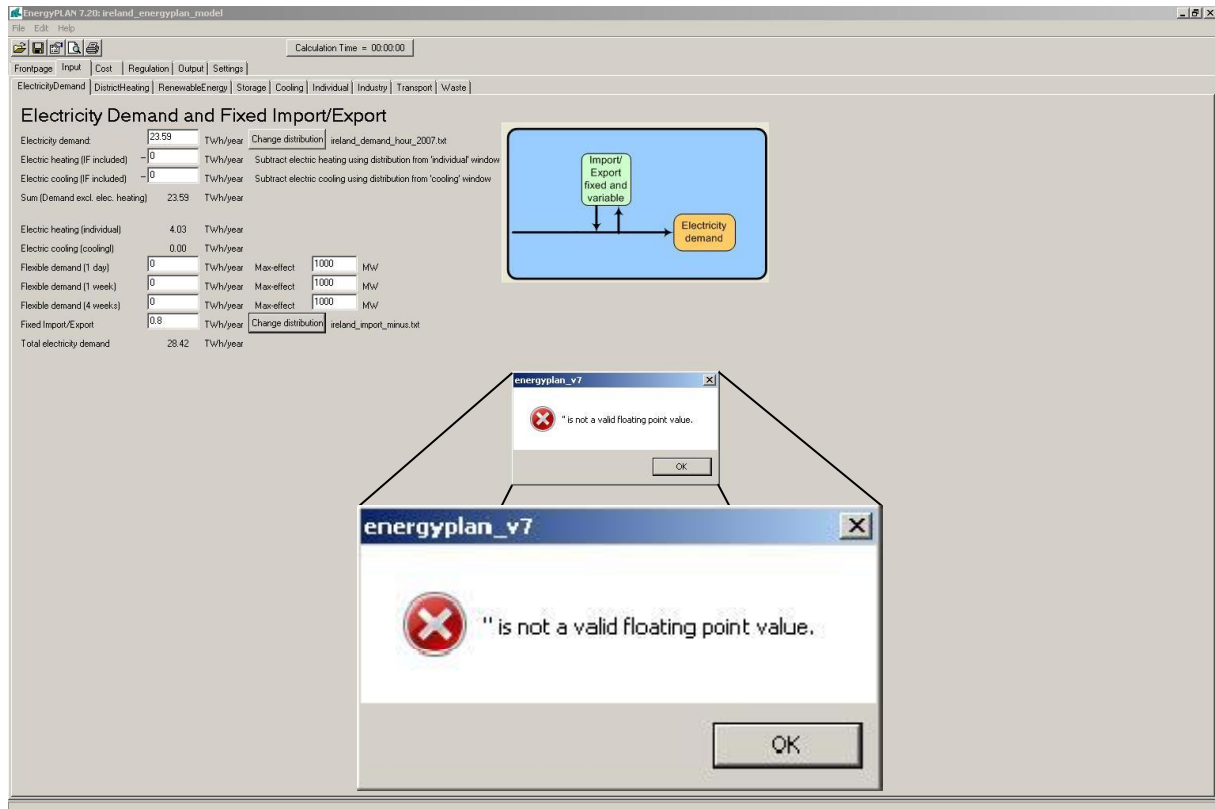 EnergyPLAN 7.20: ireland_energyplan_model
File Edit Help
Calculation Time = 00:00:00
Frontpage Input Cost Regulation Output Settings
ElectricityDemand DistrictHeating RenewableEnergy Storage Cooling Individual Industry Transport Waste
Electricity Demand and Fixed Import/Export
Electricity demand: 23.59 TWh/year Change distribution ireland_demand_hour_2007.txt
Electric heating (IF included) - 0 TWh/year Subtract electric heating using distribution from 'individual' window
Electric cooling (IF included) - 0 TWh/year Subtract electric cooling using distribution from 'cooling' window
Sum (Demand excl. elec. heating) 23.59 TWh/year
Electric heating (individual) 4.03 TWh/year
Electric cooling (coolingl) 0.00 TWh/year
Flexible demand (1 day) 0 TWh/year Max-effect 1000 MW
Flexible demand (1 week) 0 TWh/year Max-effect 1000 MW
Flexible demand (4 weeks) 0 TWh/year Max-effect 1000 MW
Fixed Import/Export 0.8 TWh/year Change distribution ireland_import_minus.txt
Total electricity demand 28.42 TWh/year
Import/
Export
fixed and
variable
Electricity
demand
energyplan_v7
'' is not a valid floating point value.
OK
energyplan_v7
'' is not a valid floating point value.
OK